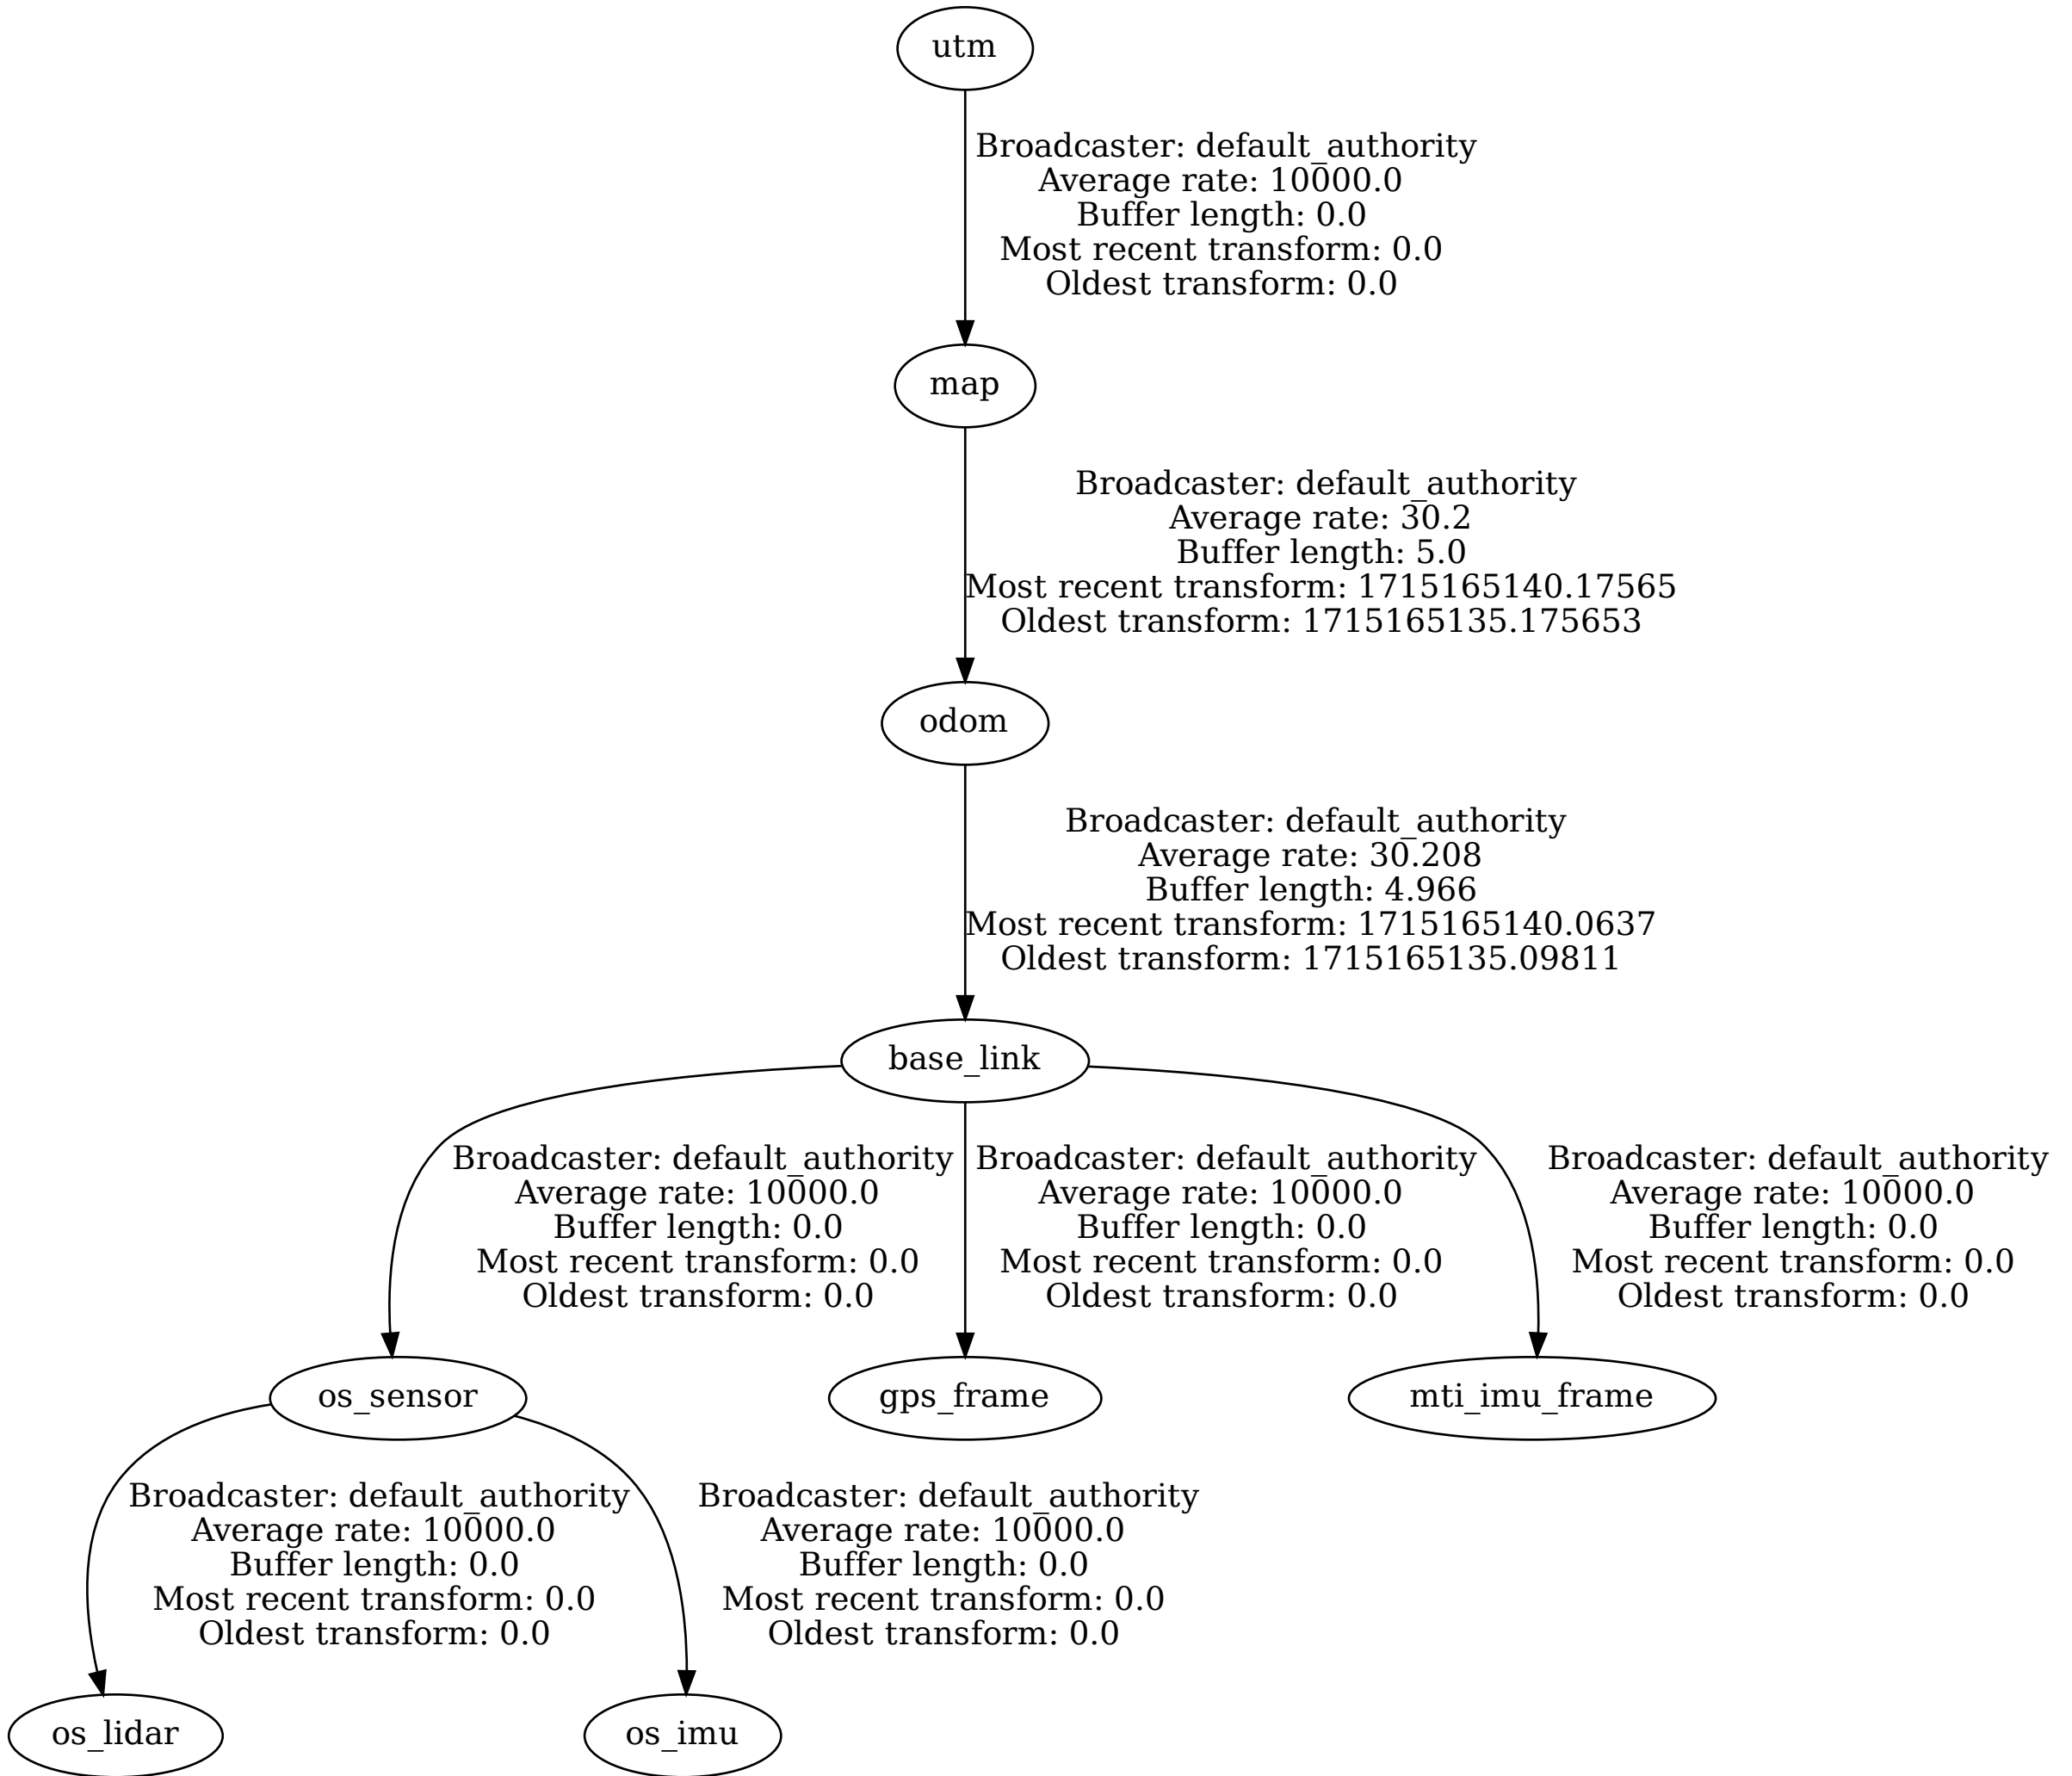 utm
Broadcaster: default_authority
Average rate: 10000.0
Buffer length: 0.0
Most recent transform: 0.0
Oldest transform: 0.0
map
Broadcaster: default_authority
Average rate: 30.2
Buffer length: 5.0
Most recent transform: 1715165140.17565
Oldest transform: 1715165135.175653
odom
Broadcaster: default_authority
Average rate: 30.208
Buffer length: 4.966
Most recent transform: 1715165140.0637
Oldest transform: 1715165135.09811
base_link
Broadcaster: default_authority
Average rate: 10000.0
Buffer length: 0.0
Most recent transform: 0.0
Oldest transform: 0.0
Broadcaster: default_authority
Average rate: 10000.0
Buffer length: 0.0
Most recent transform: 0.0
Oldest transform: 0.0
Broadcaster: default_authority
Average rate: 10000.0
Buffer length: 0.0
Most recent transform: 0.0
Oldest transform: 0.0
os_sensor
gps_frame
mti_imu_frame
Broadcaster: default_authority
Average rate: 10000.0
Buffer length: 0.0
Most recent transform: 0.0
Oldest transform: 0.0
Broadcaster: default_authority
Average rate: 10000.0
Buffer length: 0.0
Most recent transform: 0.0
Oldest transform: 0.0
os_lidar
os_imu